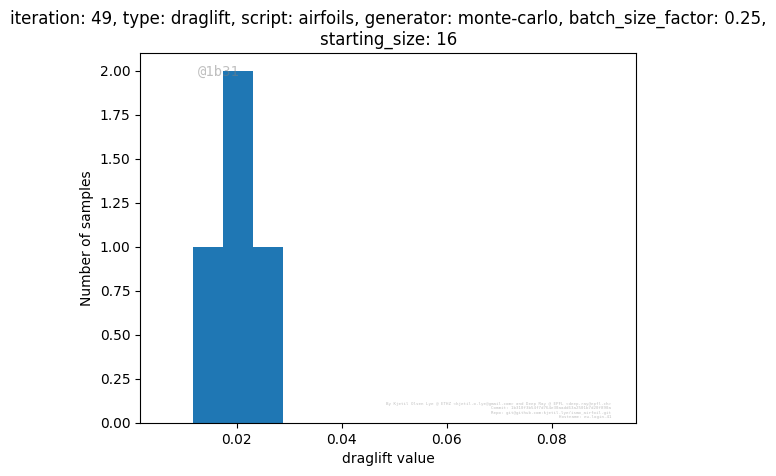 iteration: 49, type: draglift, script: airfoils, generator: monte-carlo, batch_size_factor: 0.25,
starting_size: 16
@1b31
2.00
1.75
1.50
1.25
1.00
0.75
0.50
0.25
0.00
Number of samples
0.02 0.04 0.06 0.08
draglift value